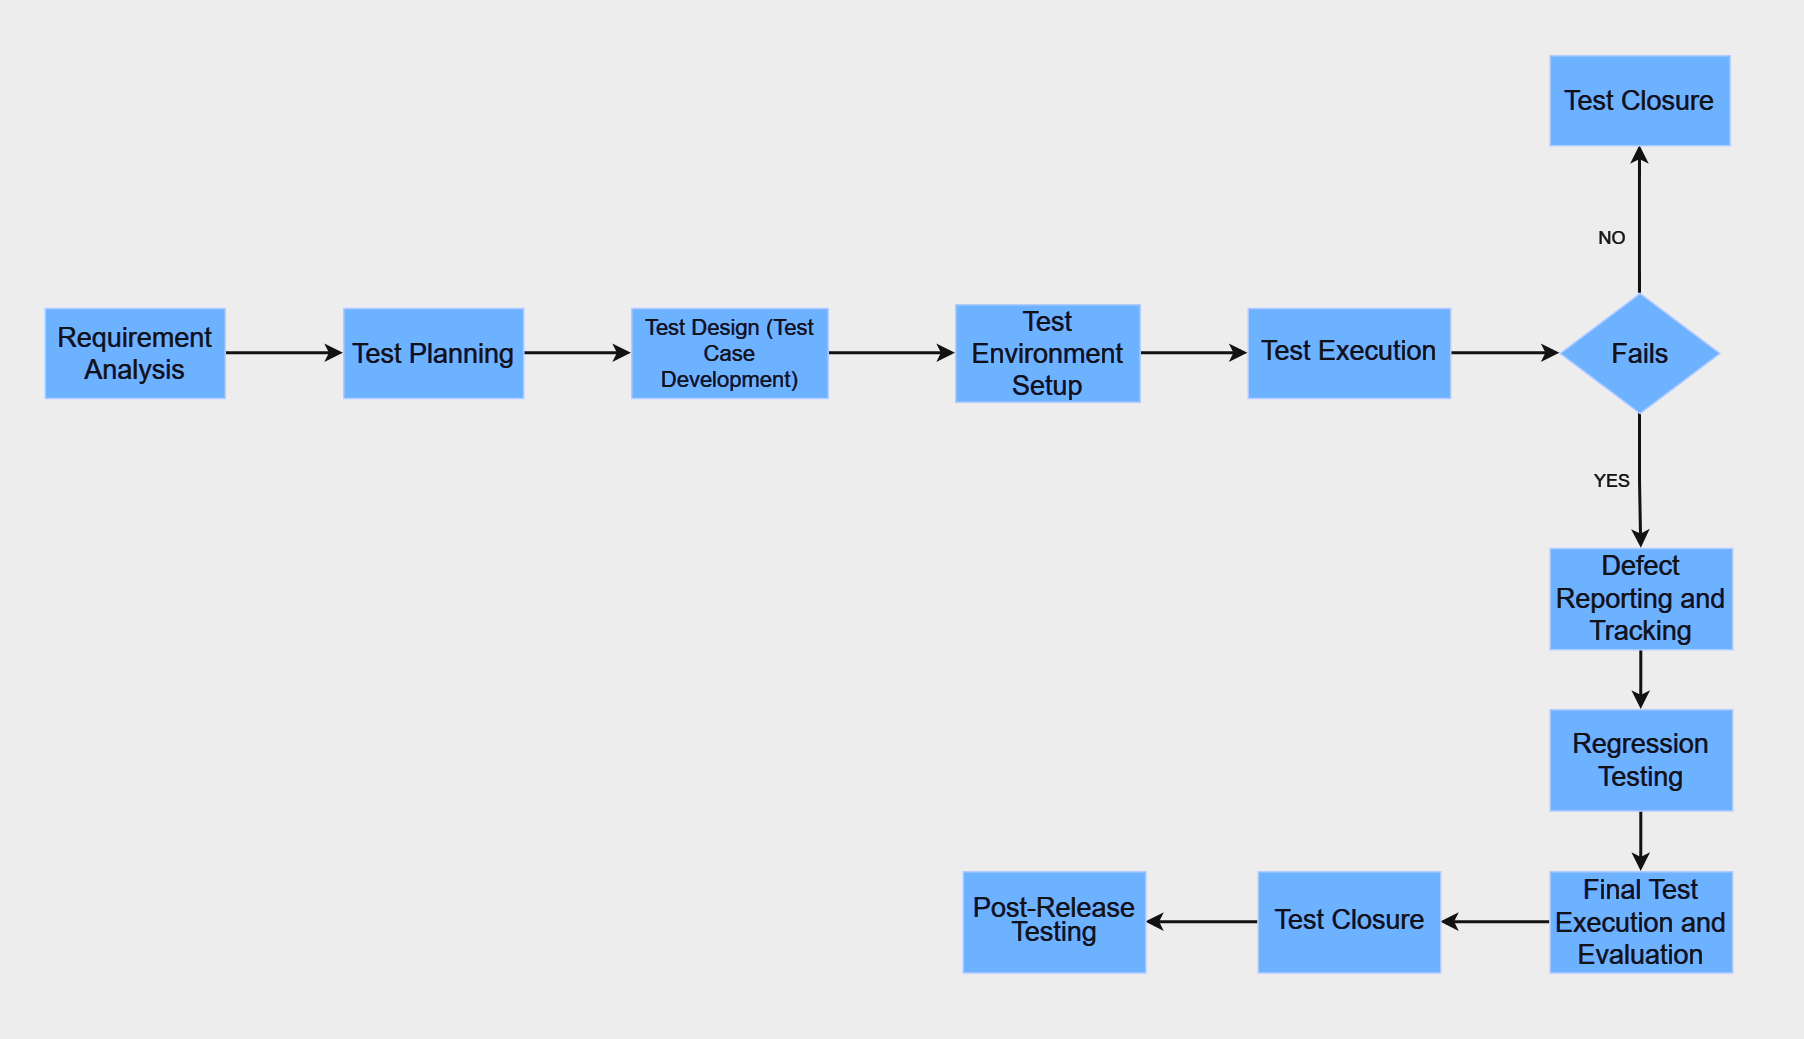 Test Closure
NO
Requirement
Analysis
Test Planning
Test Design (Test
Case
Development)
Test
Environment
Setup
Test Execution
Fails
YES
Defect
Reporting and
Tracking
Regression
Testing
Final Test
Execution and
Evaluation
Test Closure
Post-Release
Testing